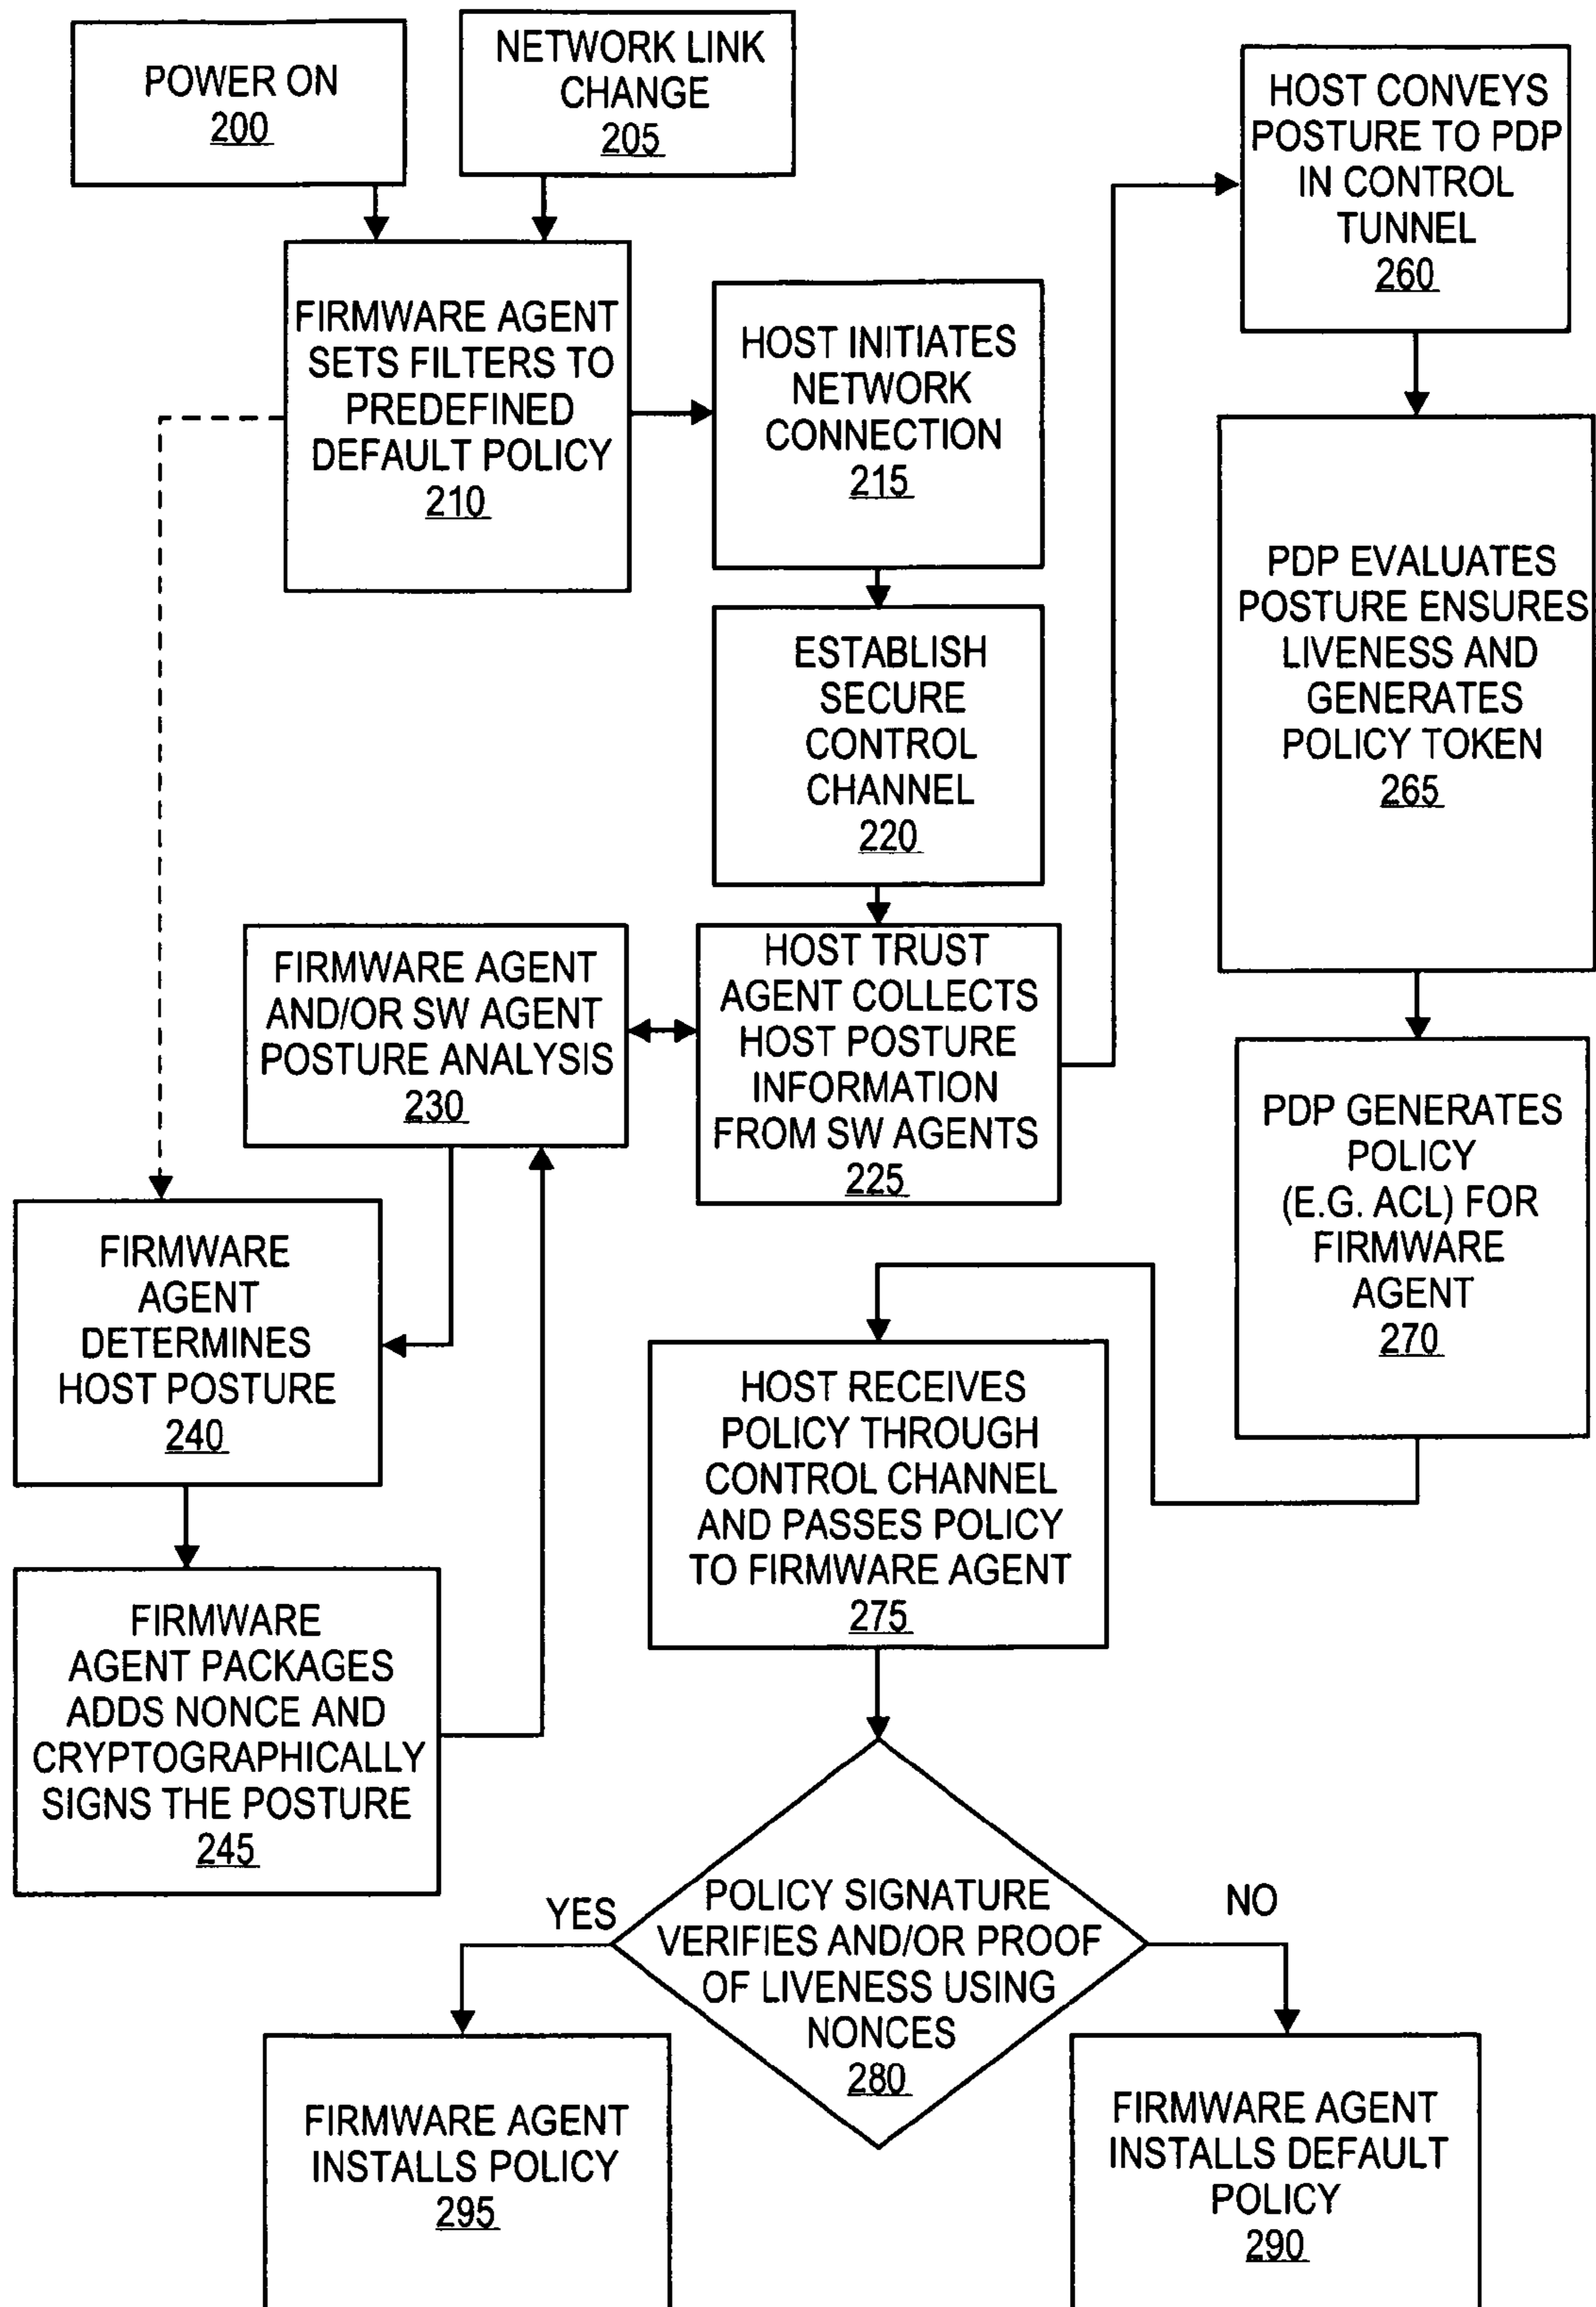 POWER ON
200
NETWORK LINK
CHANGE
205
FIRMWARE AGENT
SETS FILTERS TO
PREDEFINED
DEFAULT POLICY
210
HOST INITIATES
NETWORK
CONNECTION
215
ESTABLISH
SECURE
CONTROL
CHANNEL
220
HOST TRUST
AGENT COLLECTS
HOST POSTURE
INFORMATION
FROM SW AGENTS
225
FIRMWARE AGENT
AND/OR SW AGENT
POSTURE ANALYSIS
230
FIRMWARE
AGENT
DETERMINES
HOST POSTURE
240
FIRMWARE
AGENT PACKAGES
ADDS NONCE AND
CRYPTOGRAPHICALLY
SIGNS THE POSTURE
245
HOST CONVEYS
POSTURE TO PDP
IN CONTROL
TUNNEL
260
PDP EVALUATES
POSTURE ENSURES
LIVENESS AND
GENERATES
POLICY TOKEN
265
PDP GENERATES
POLICY
(E.G. ACL) FOR
FIRMWARE
AGENT
270
HOST RECEIVES
POLICY THROUGH
CONTROL CHANNEL
AND PASSES POLICY
TO FIRMWARE AGENT
275
POLICY SIGNATURE
VERIFIES AND/OR PROOF
OF LIVENESS USING
NONCES
280
YES
NO
FIRMWARE AGENT
INSTALLS POLICY
295
FIRMWARE AGENT
INSTALLS DEFAULT
POLICY
290